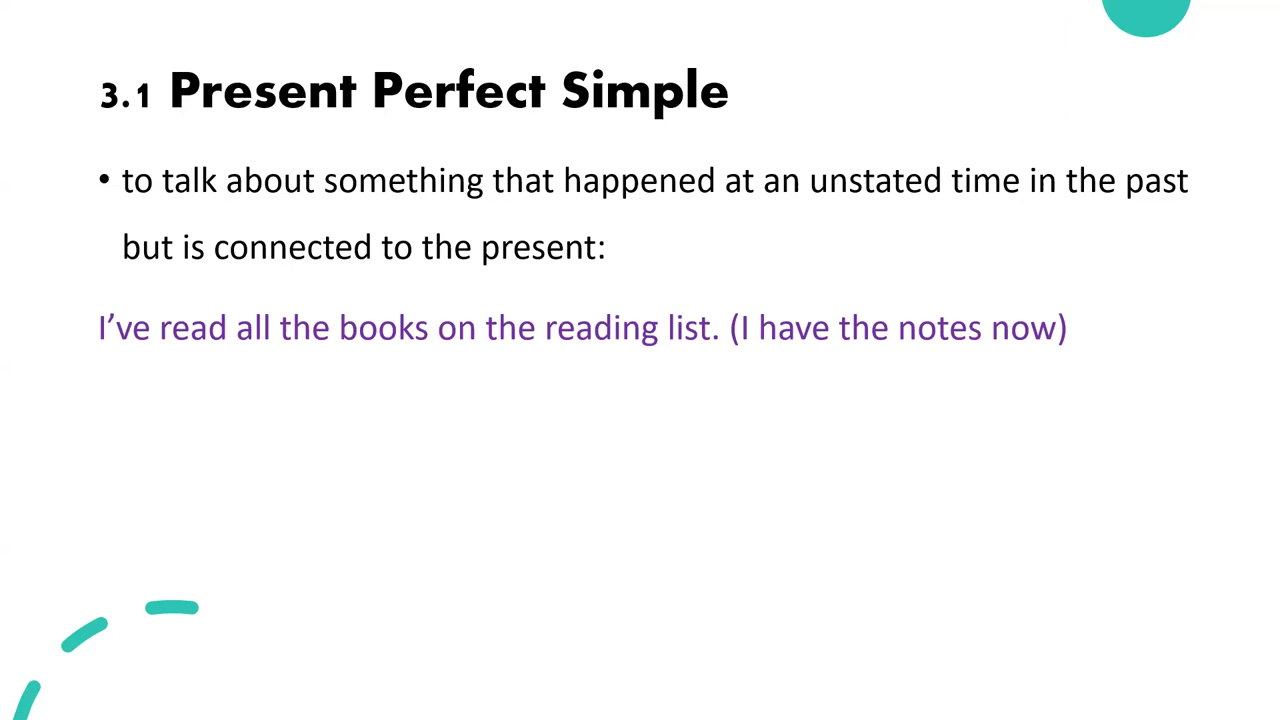 3.1 Present Perfect Simple
• to talk about something that happened at an unstated time in the past
but is connected to the present:
I’ve read all the books on the reading list. (I have the notes now)